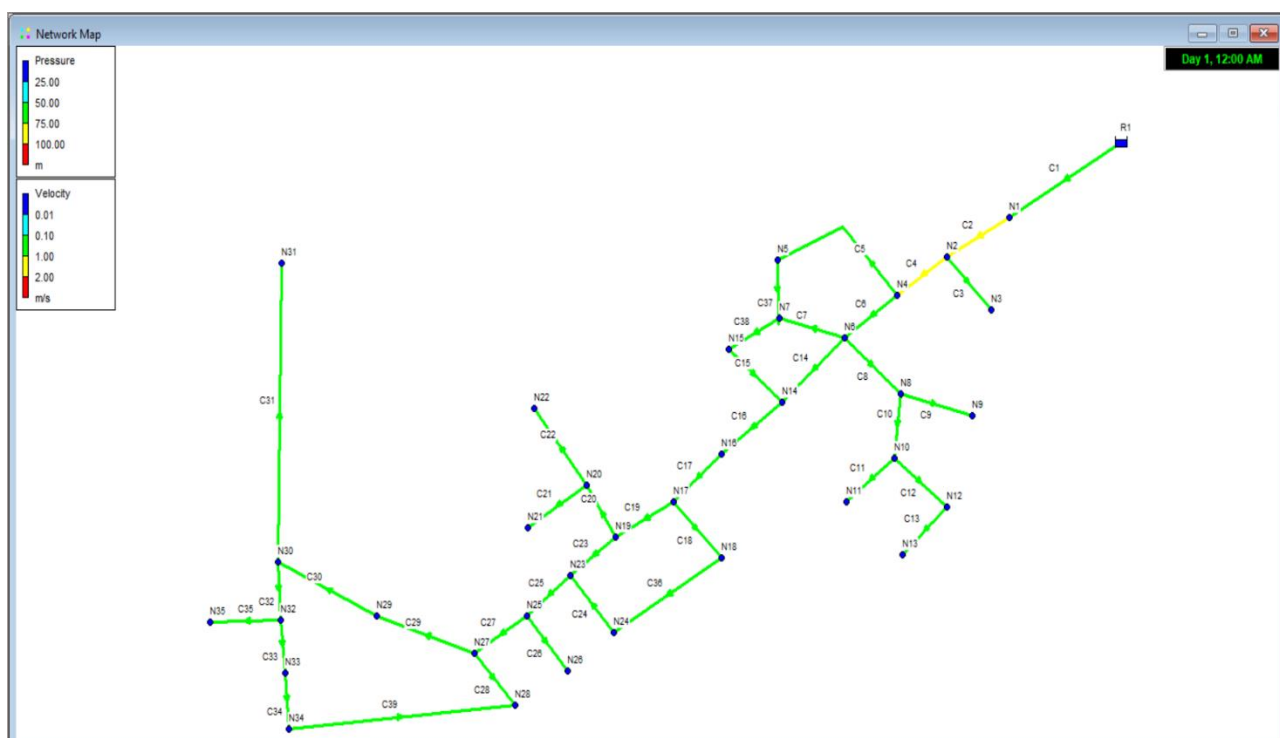 Network Map
Day 1, 12:00 AM
Pressure
25.00
50.00
75.00
100.00
m
Velocity
0.01
0.10
1.00
2.00
m/s
R1
C1
N1
C2
N2
C4
C3
N3
N4
C5
N5
C37
N7
C38
C7
C6
N6
N15
C15
C14
C8
N14
N8
C9
N9
C10
C16
N10
C11
C12
N11
N12
C13
N13
N16
C17
N17
C18
N18
C19
N19
C36
N22
C22
N20
C20
C21
N21
C23
N23
C24
N24
C25
N25
C26
N26
C27
N27
C28
N28
C29
N29
C30
N30
C31
N31
C32
N32
C35
N35
C33
N33
C34
N34
C39